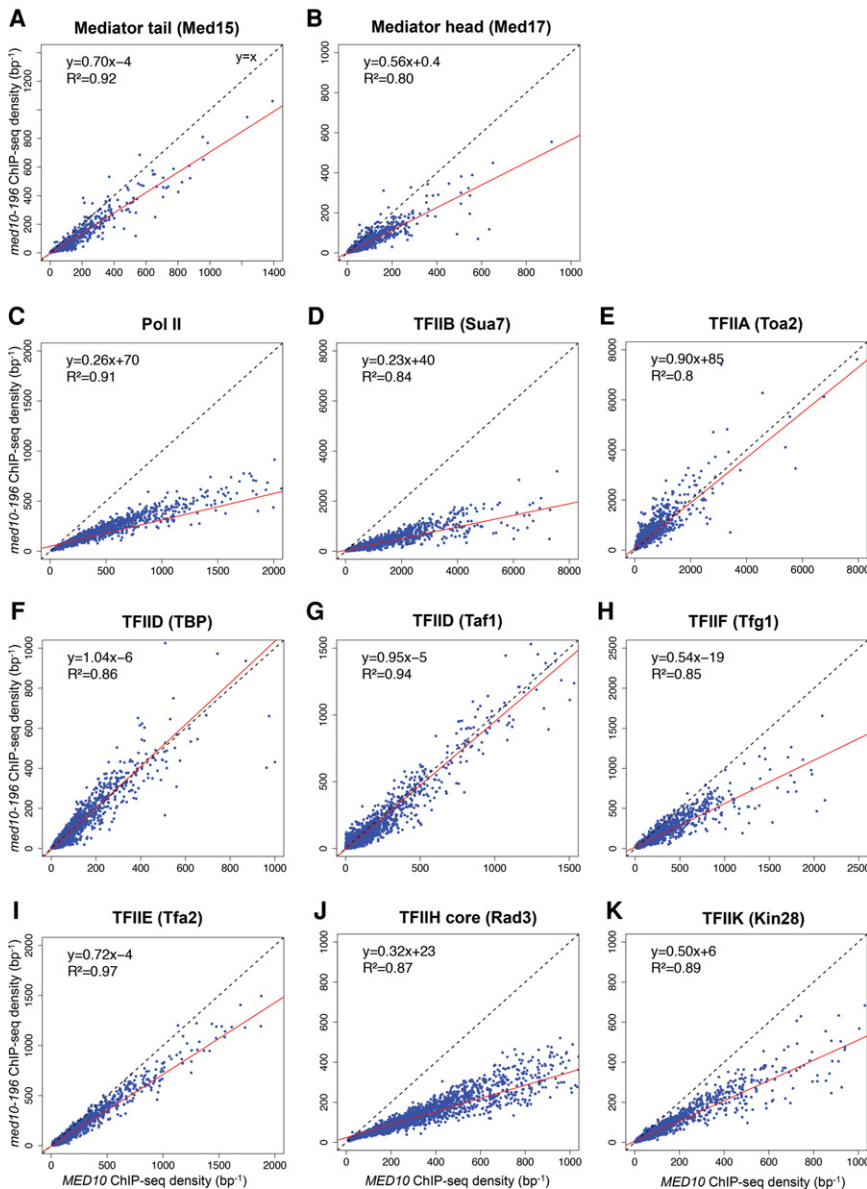 A
Mediator tail (Med15)
y=0.70x−4
R²=0.92
y=x
med10-196 ChIP-seq density (bp⁻¹)
0 200 400 600 800 1000 1200
0 200 400 600 800 1000 1400
B
Mediator head (Med17)
y=0.56x+0.4
R²=0.80
0 200 400 600 800 1000
0 200 400 600 800 1000
C
Pol II
y=0.26x+70
R²=0.91
med10-196 ChIP-seq density (bp⁻¹)
0 500 1000 1500 2000
0 500 1000 1500 2000
D
TFIIB (Sua7)
y=0.23x+40
R²=0.84
0 2000 4000 6000 8000
0 2000 4000 6000 8000
E
TFIIA (Toa2)
y=0.90x+85
R²=0.8
0 2000 4000 6000 8000
0 2000 4000 6000 8000
F
TFIID (TBP)
y=1.04x−6
R²=0.86
med10-196 ChIP-seq density (bp⁻¹)
0 200 400 600 800 1000
0 200 400 600 800 1000
G
TFIID (Taf1)
y=0.95x−5
R²=0.94
0 500 1000 1500
0 500 1000 1500
H
TFIIF (Tfg1)
y=0.54x−19
R²=0.85
0 500 1000 1500 2000 2500
0 500 1000 1500 2000 2500
I
TFIIE (Tfa2)
y=0.72x−4
R²=0.97
med10-196 ChIP-seq density (bp⁻¹)
0 500 1000 1500 2000
0 500 1000 1500 2000
MED10 ChIP-seq density (bp⁻¹)
J
TFIIH core (Rad3)
y=0.32x+23
R²=0.87
0 200 400 600 800 1000
0 200 400 600 800 1000
MED10 ChIP-seq density (bp⁻¹)
K
TFIIK (Kin28)
y=0.50x+6
R²=0.89
0 200 400 600 800 1000
0 200 400 600 800 1000
MED10 ChIP-seq density (bp⁻¹)